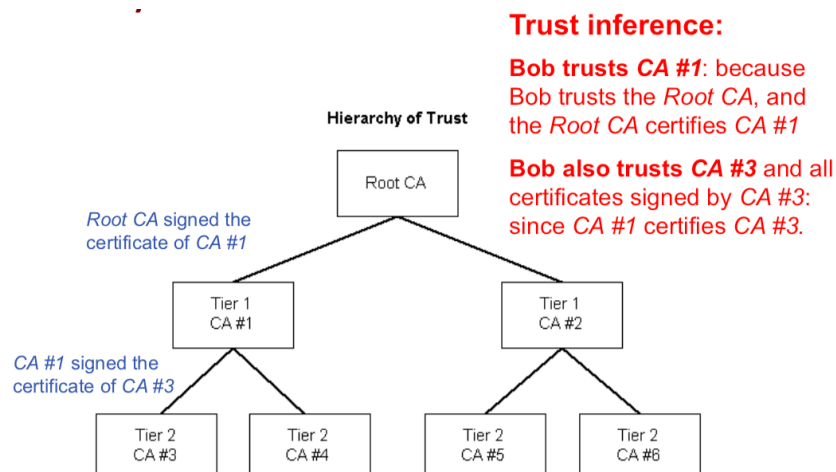 Trust inference:
Bob trusts CA #1: because
Bob trusts the Root CA, and
the Root CA certifies CA #1
Bob also trusts CA #3 and all
certificates signed by CA #3:
since CA #1 certifies CA #3.
Hierarchy of Trust
Root CA
Root CA signed the
certificate of CA #1
Tier 1
CA #1
Tier 1
CA #2
CA #1 signed the
certificate of CA #3
Tier 2
CA #3
Tier 2
CA #4
Tier 2
CA #5
Tier 2
CA #6